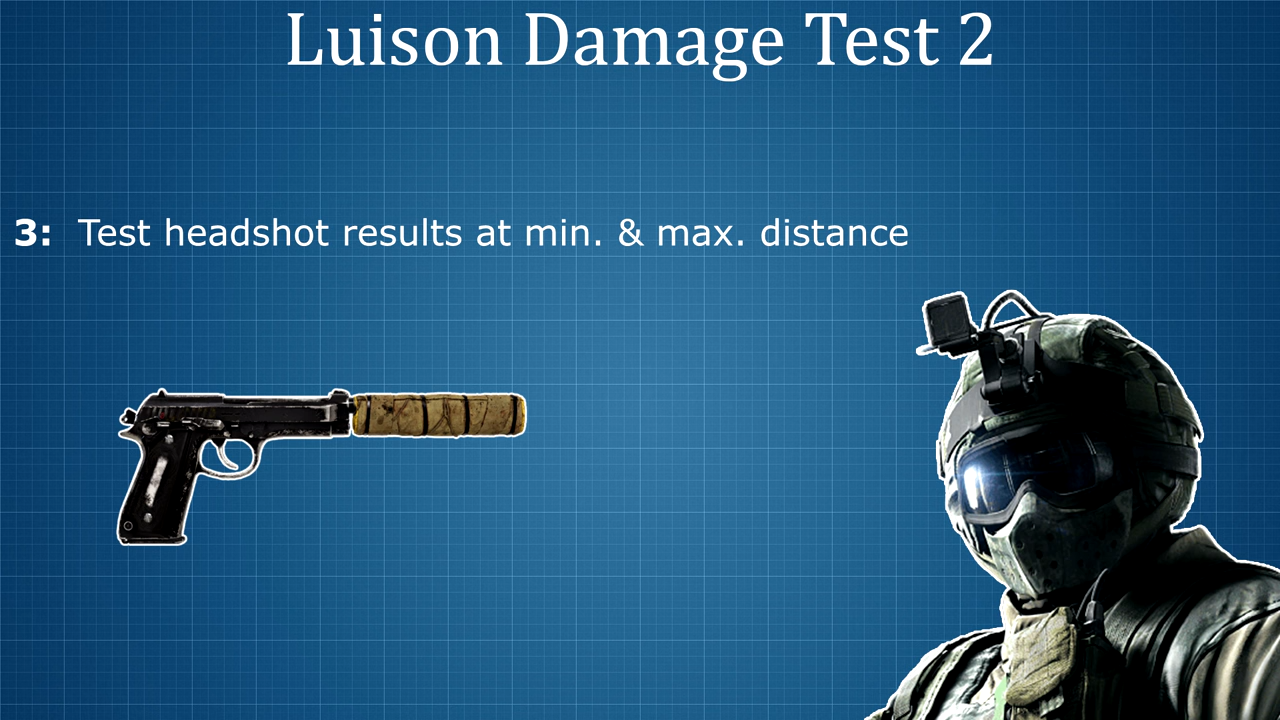 Luison Damage Test 2
3: Test headshot results at min. & max. distance